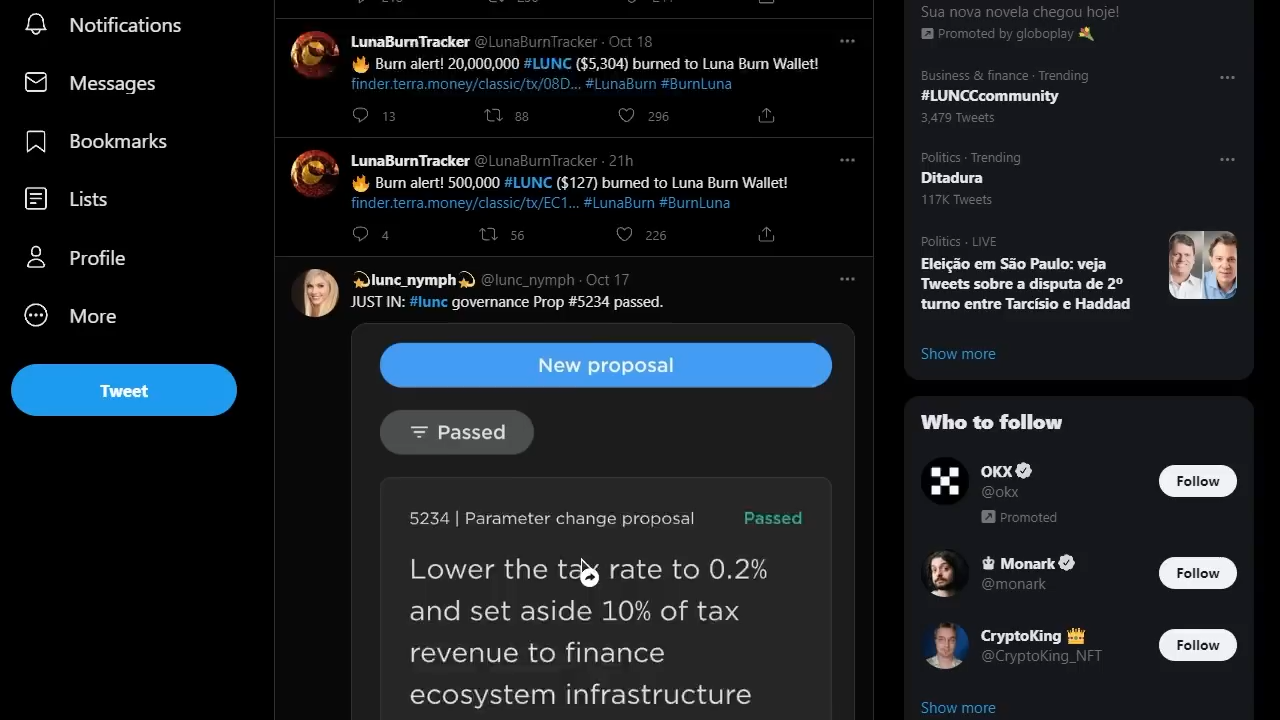 Notifications
Messages
Bookmarks
Lists
Profile
More
Tweet
LunaBurnTracker @LunaBurnTracker · Oct 18
🔥 Burn alert! 20,000,000 #LUNC ($5,304) burned to Luna Burn Wallet!
finder.terra.money/classic/tx/08D... #LunaBurn #BurnLuna
13 88 296
LunaBurnTracker @LunaBurnTracker · 21h
🔥 Burn alert! 500,000 #LUNC ($127) burned to Luna Burn Wallet!
finder.terra.money/classic/tx/EC1... #LunaBurn #BurnLuna
4 56 226
💫lunc_nymph💫 @lunc_nymph · Oct 17
JUST IN: #lunc governance Prop #5234 passed.
New proposal
Passed
5234 | Parameter change proposal Passed
Lower the tax rate to 0.2%
and set aside 10% of tax
revenue to finance
ecosystem infrastructure
Sua nova novela chegou hoje!
Promoted by globoplay
Business & finance · Trending
#LUNCCcommunity
3,479 Tweets
Politics · Trending
Ditadura
117K Tweets
Politics · LIVE
Eleição em São Paulo: veja
Tweets sobre a disputa de 2º
turno entre Tarcísio e Haddad
Show more
Who to follow
OKX
@okx
Follow
Promoted
Monark
@monark
Follow
CryptoKing 👑
@CryptoKing_NFT
Follow
Show more